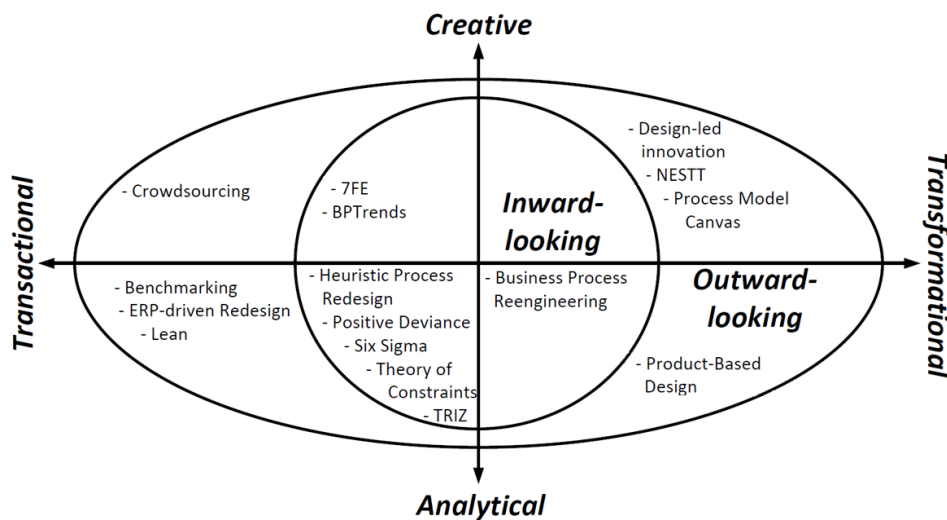 Creative
- Design-led
innovation
- NESTT
- Process Model
Canvas
- Crowdsourcing
- 7FE
- BPTrends
Inward-
looking
Transactional
Transformational
- Benchmarking
- ERP-driven Redesign
- Lean
- Heuristic Process
Redesign
- Positive Deviance
- Six Sigma
- Theory of
Constraints
- TRIZ
- Business Process
Reengineering
Outward-
looking
- Product-Based
Design
Analytical